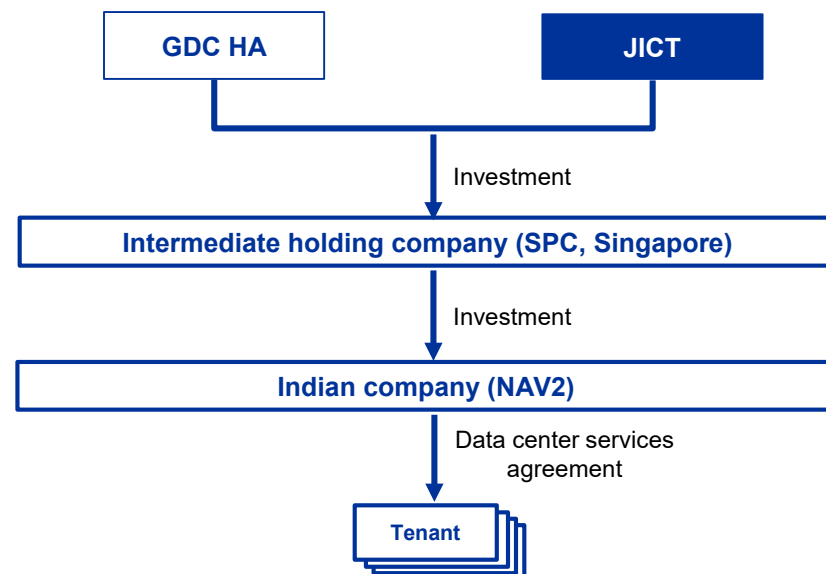 GDC HA
JICT
Investment
Intermediate holding company (SPC, Singapore)
Investment
Indian company (NAV2)
Data center services
agreement
Tenant